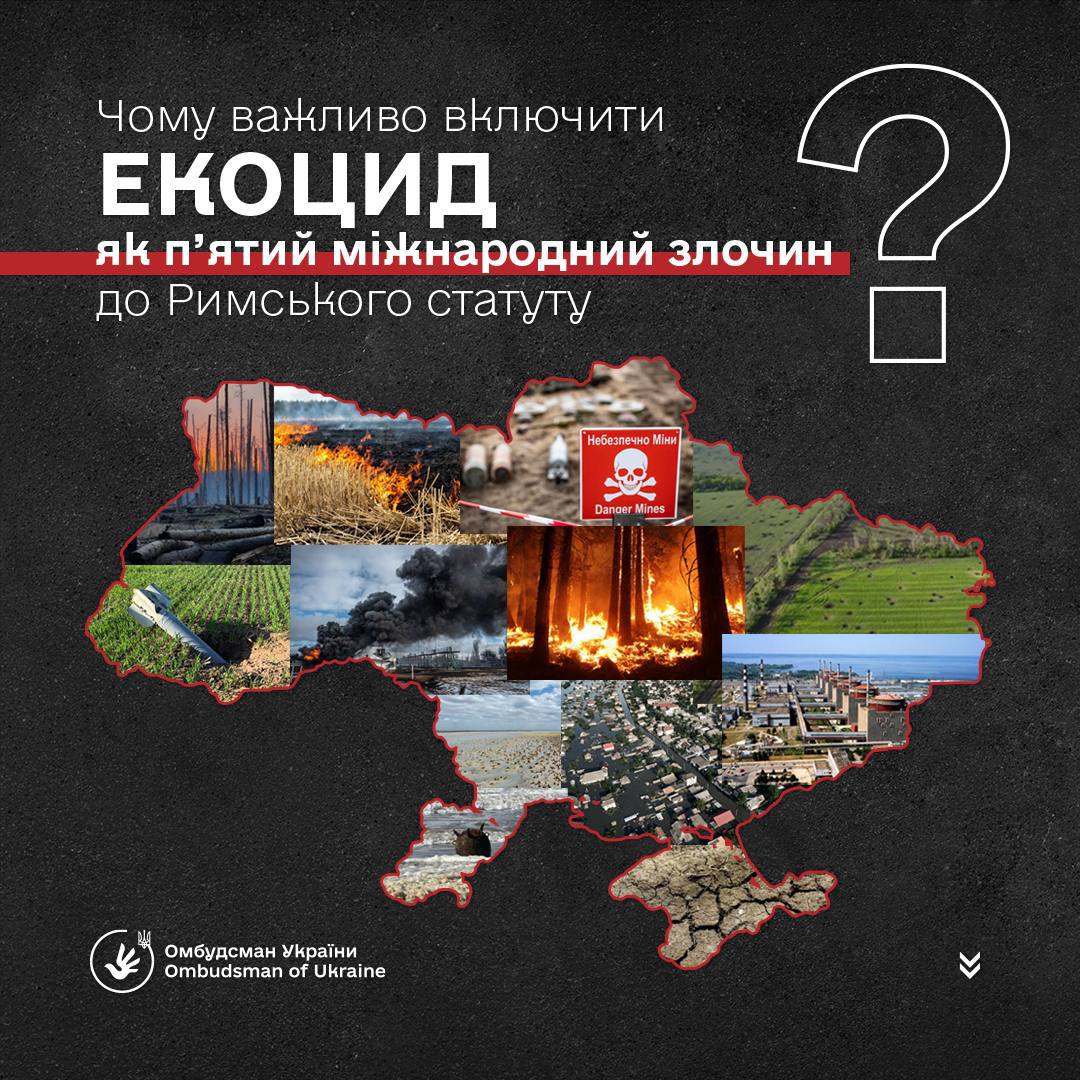 Чому важливо включити
ЕКОЦИД
як п’ятий міжнародний злочин
до Римського статуту
?
Небезпечно Міни
Danger Mines
Омбудсман України
Ombudsman of Ukraine